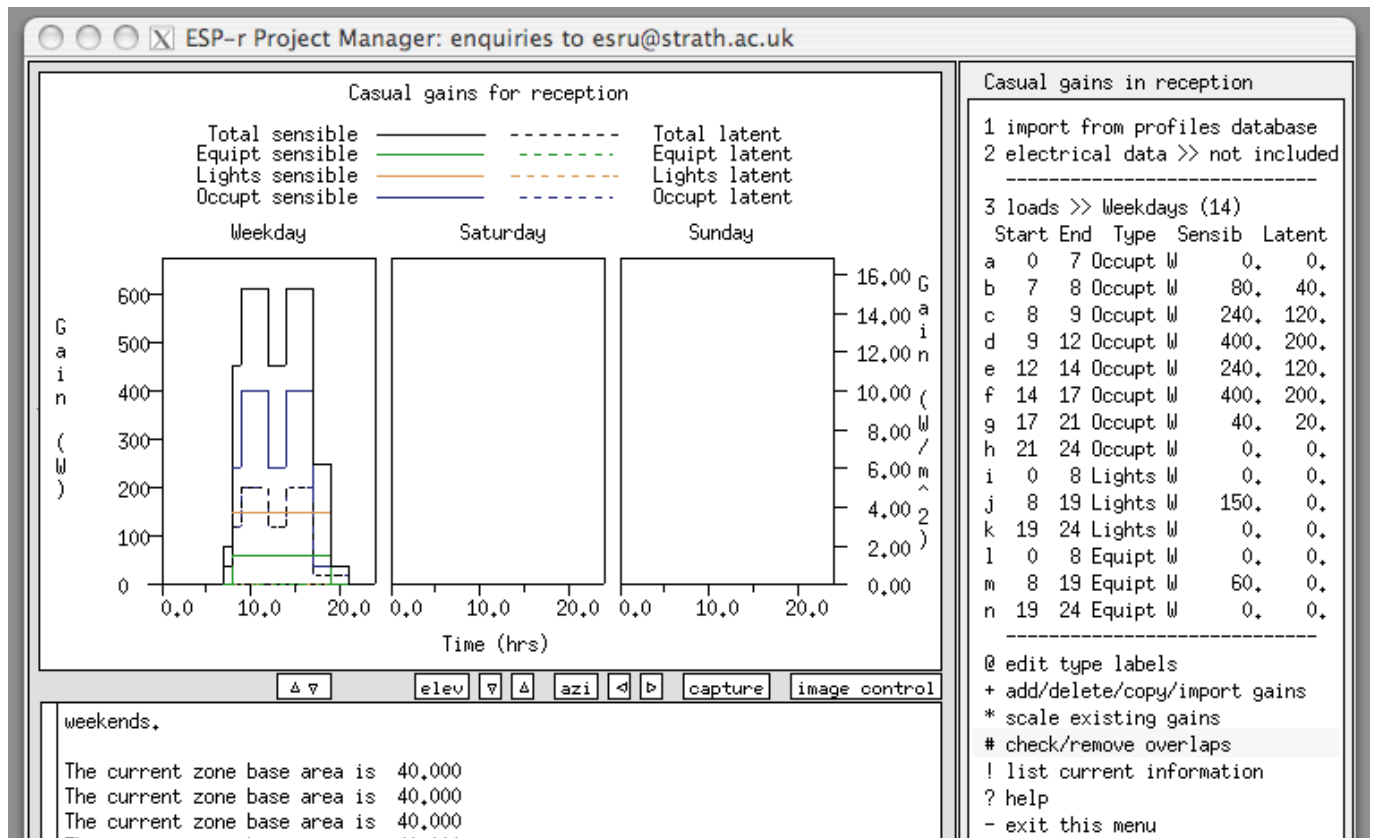 X ESP-r Project Manager: enquiries to esru@strath.ac.uk
Casual gains for reception
Total sensible Total latent
Equipt sensible Equipt latent
Lights sensible Lights latent
Occupt sensible Occupt latent
Weekday Saturday Sunday
Gain (W)
600
500
400
300
200
100
0
16.00
14.00
12.00
10.00
8.00
6.00
4.00
2.00
0.00
Gain (W/m^2)
0.0 10.0 20.0 0.0 10.0 20.0 0.0 10.0 20.0
Time (hrs)
elev azi capture image control
weekends.
The current zone base area is 40.000
The current zone base area is 40.000
The current zone base area is 40.000
Casual gains in reception
1 import from profiles database
2 electrical data >> not included
3 loads >> Weekdays (14)
Start End Type Sensib Latent
a 0 7 Occupt W 0. 0.
b 7 8 Occupt W 80. 40.
c 8 9 Occupt W 240. 120.
d 9 12 Occupt W 400. 200.
e 12 14 Occupt W 240. 120.
f 14 17 Occupt W 400. 200.
g 17 21 Occupt W 40. 20.
h 21 24 Occupt W 0. 0.
i 0 8 Lights W 0. 0.
j 8 19 Lights W 150. 0.
k 19 24 Lights W 0. 0.
l 0 8 Equipt W 0. 0.
m 8 19 Equipt W 60. 0.
n 19 24 Equipt W 0. 0.
@ edit type labels
+ add/delete/copy/import gains
* scale existing gains
# check/remove overlaps
! list current information
? help
- exit this menu